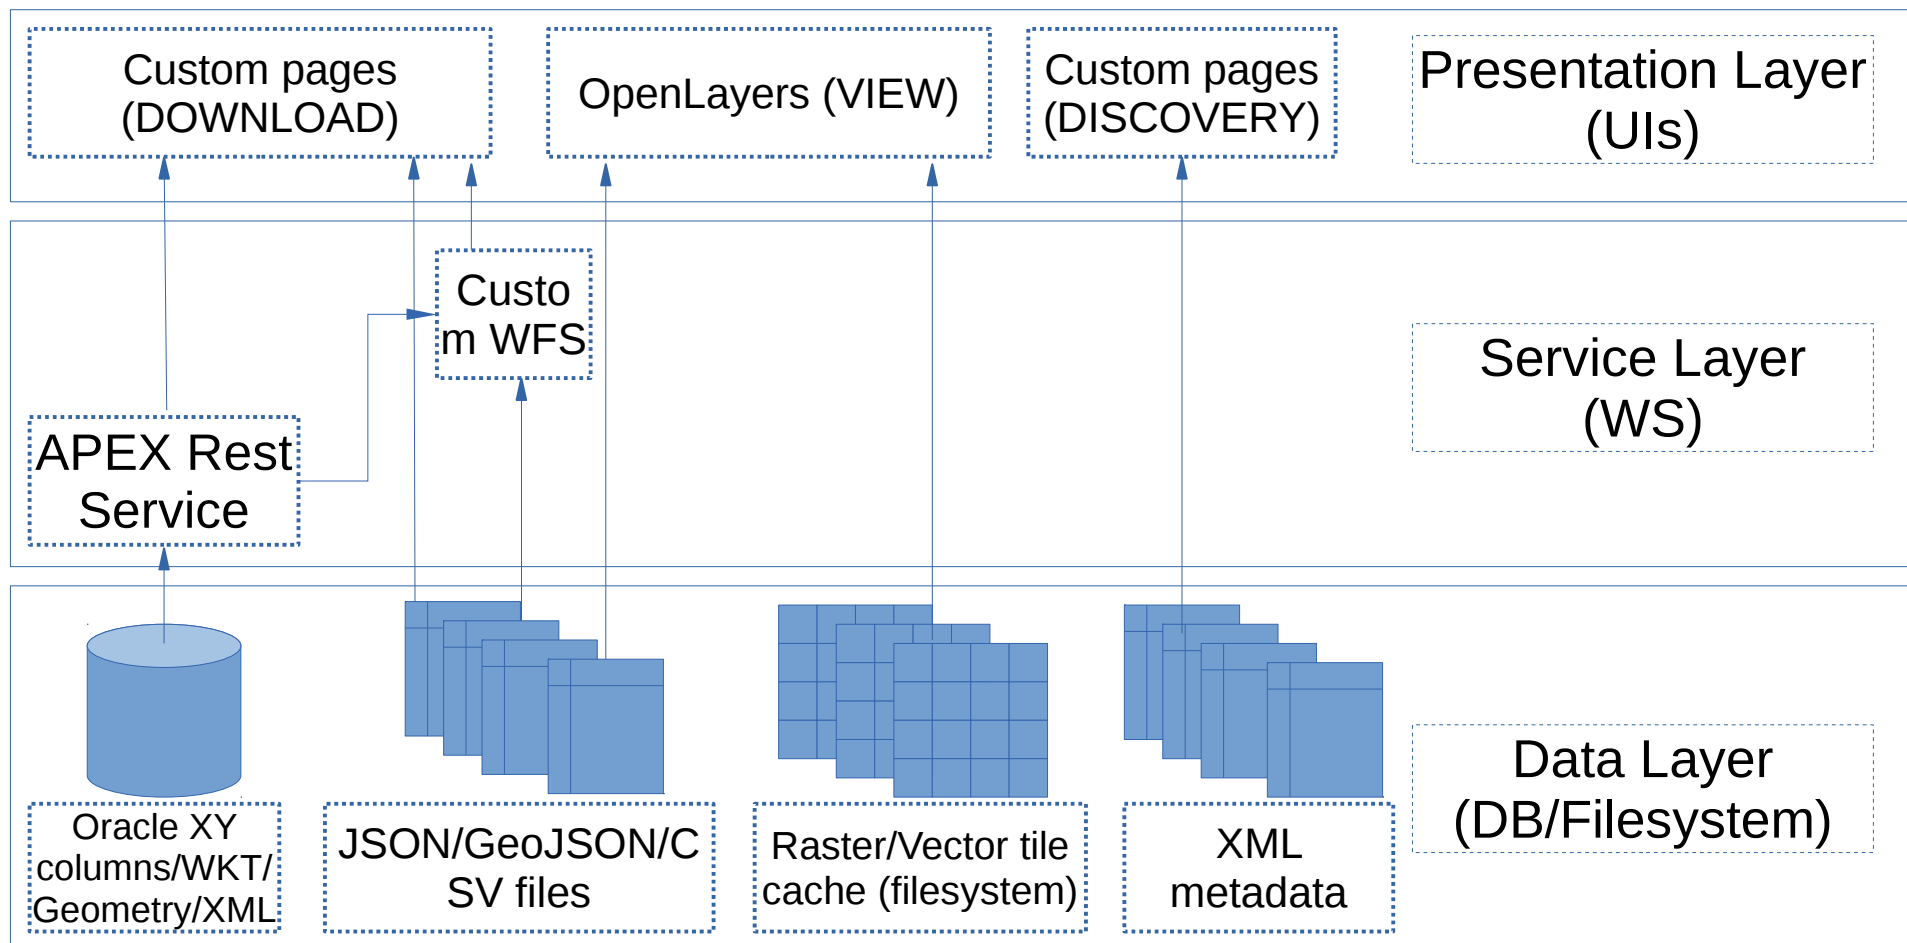 Custom pages
(DOWNLOAD)
OpenLayers (VIEW)
Custom pages
(DISCOVERY)
Presentation Layer
(UIs)
Custo
m WFS
Service Layer
(WS)
APEX Rest
Service
Oracle XY
columns/WKT/
Geometry/XML
JSON/GeoJSON/C
SV files
Raster/Vector tile
cache (filesystem)
XML
metadata
Data Layer
(DB/Filesystem)